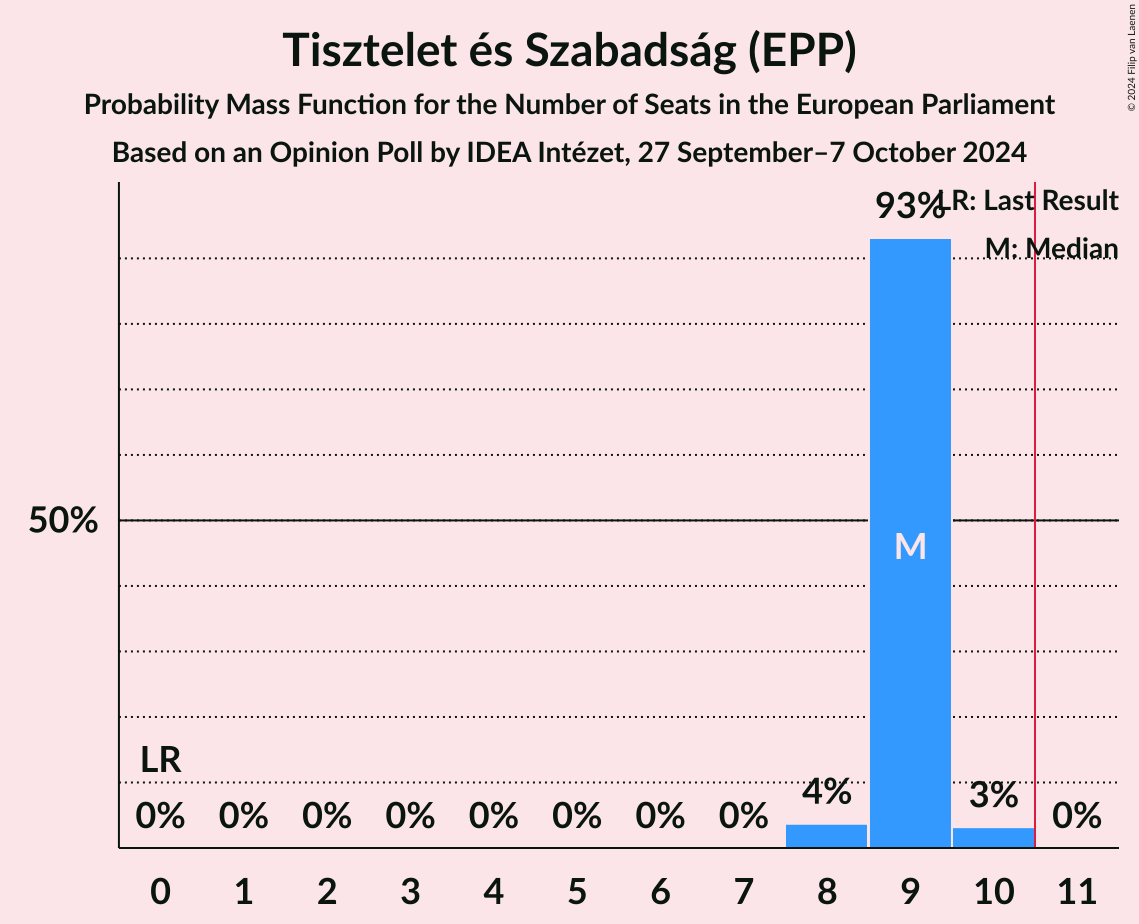 Tisztelet és Szabadság (EPP)
Probability Mass Function for the Number of Seats in the European Parliament
Based on an Opinion Poll by IDEA Intézet, 27 September–7 October 2024
© 2024 Filip van Laenen
LR: Last Result
M: Median
93%
50%
M
LR
0% 0% 0% 0% 0% 0% 0% 0% 4% 3% 0%
0 1 2 3 4 5 6 7 8 9 10 11